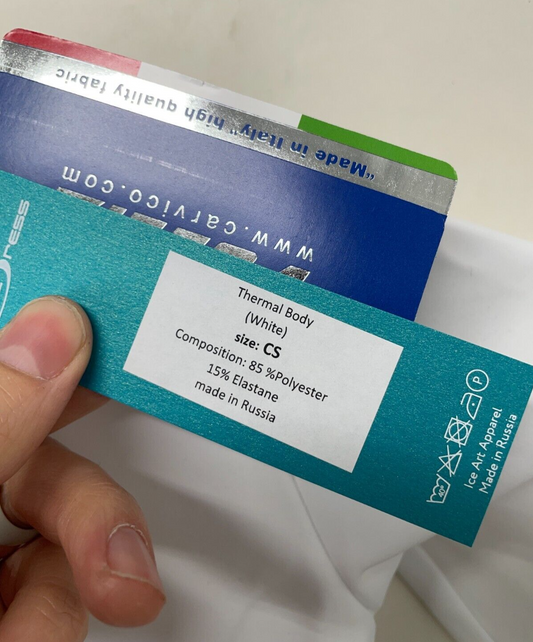 "Made in Italy" high quality fabric
www.carvico.com
ress
Thermal Body
(White)
size: CS
Composition: 85 %Polyester
15% Elastane
made in Russia
P
Ice Art Apparel
Made in Russia